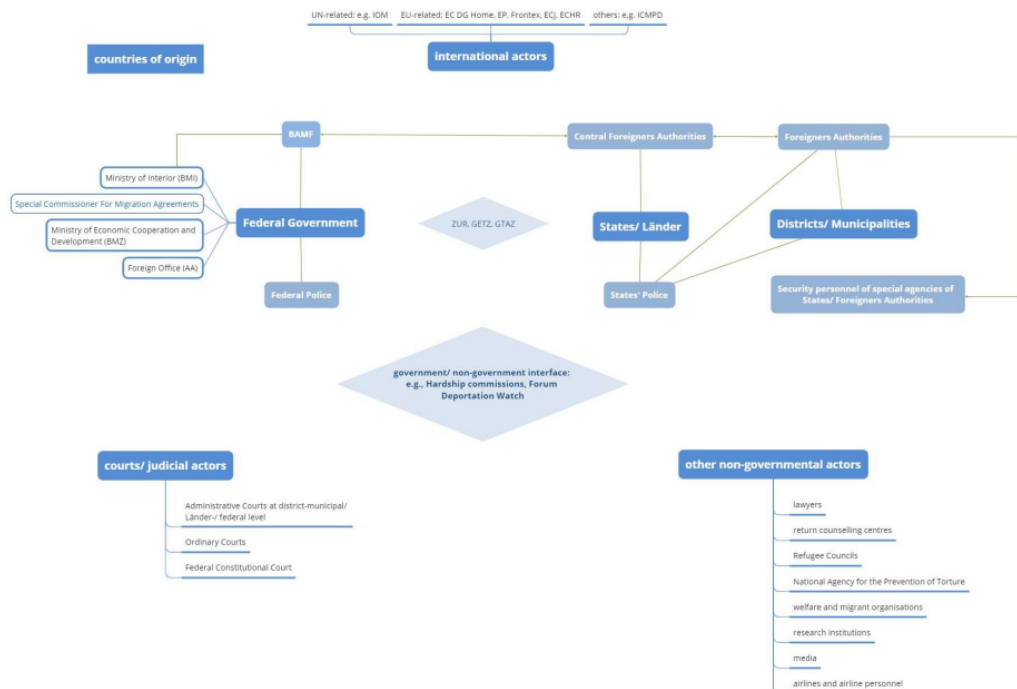 UN-related: e.g. IOM
EU-related: EC DG Home, EP, Frontex, ECJ, ECHR
others: e.g. ICMPD
international actors
countries of origin
BAMF
Central Foreigners Authorities
Foreigners Authorities
Ministry of Interior (BMI)
Special Commissioner For Migration Agreements
Ministry of Economic Cooperation and
Development (BMZ)
Foreign Office (AA)
Federal Government
ZUR, GETZ. GTAZ
States/ Länder
Districts/ Municipalities
Federal Police
States' Police
Security personnel of special agencies of
States/ Foreigners Authorities
government/ non-government interface:
e.g., Hardship commissions, Forum
Deportation Watch
courts/ judicial actors
Administrative Courts at district-municipal/
Länder-/ federal level
Ordinary Courts
Federal Constitutional Court
other non-governmental actors
lawyers
return counselling centres
Refugee Councils
National Agency for the Prevention of Torture
welfare and migrant organisations
research institutions
media
airlines and airline personnel